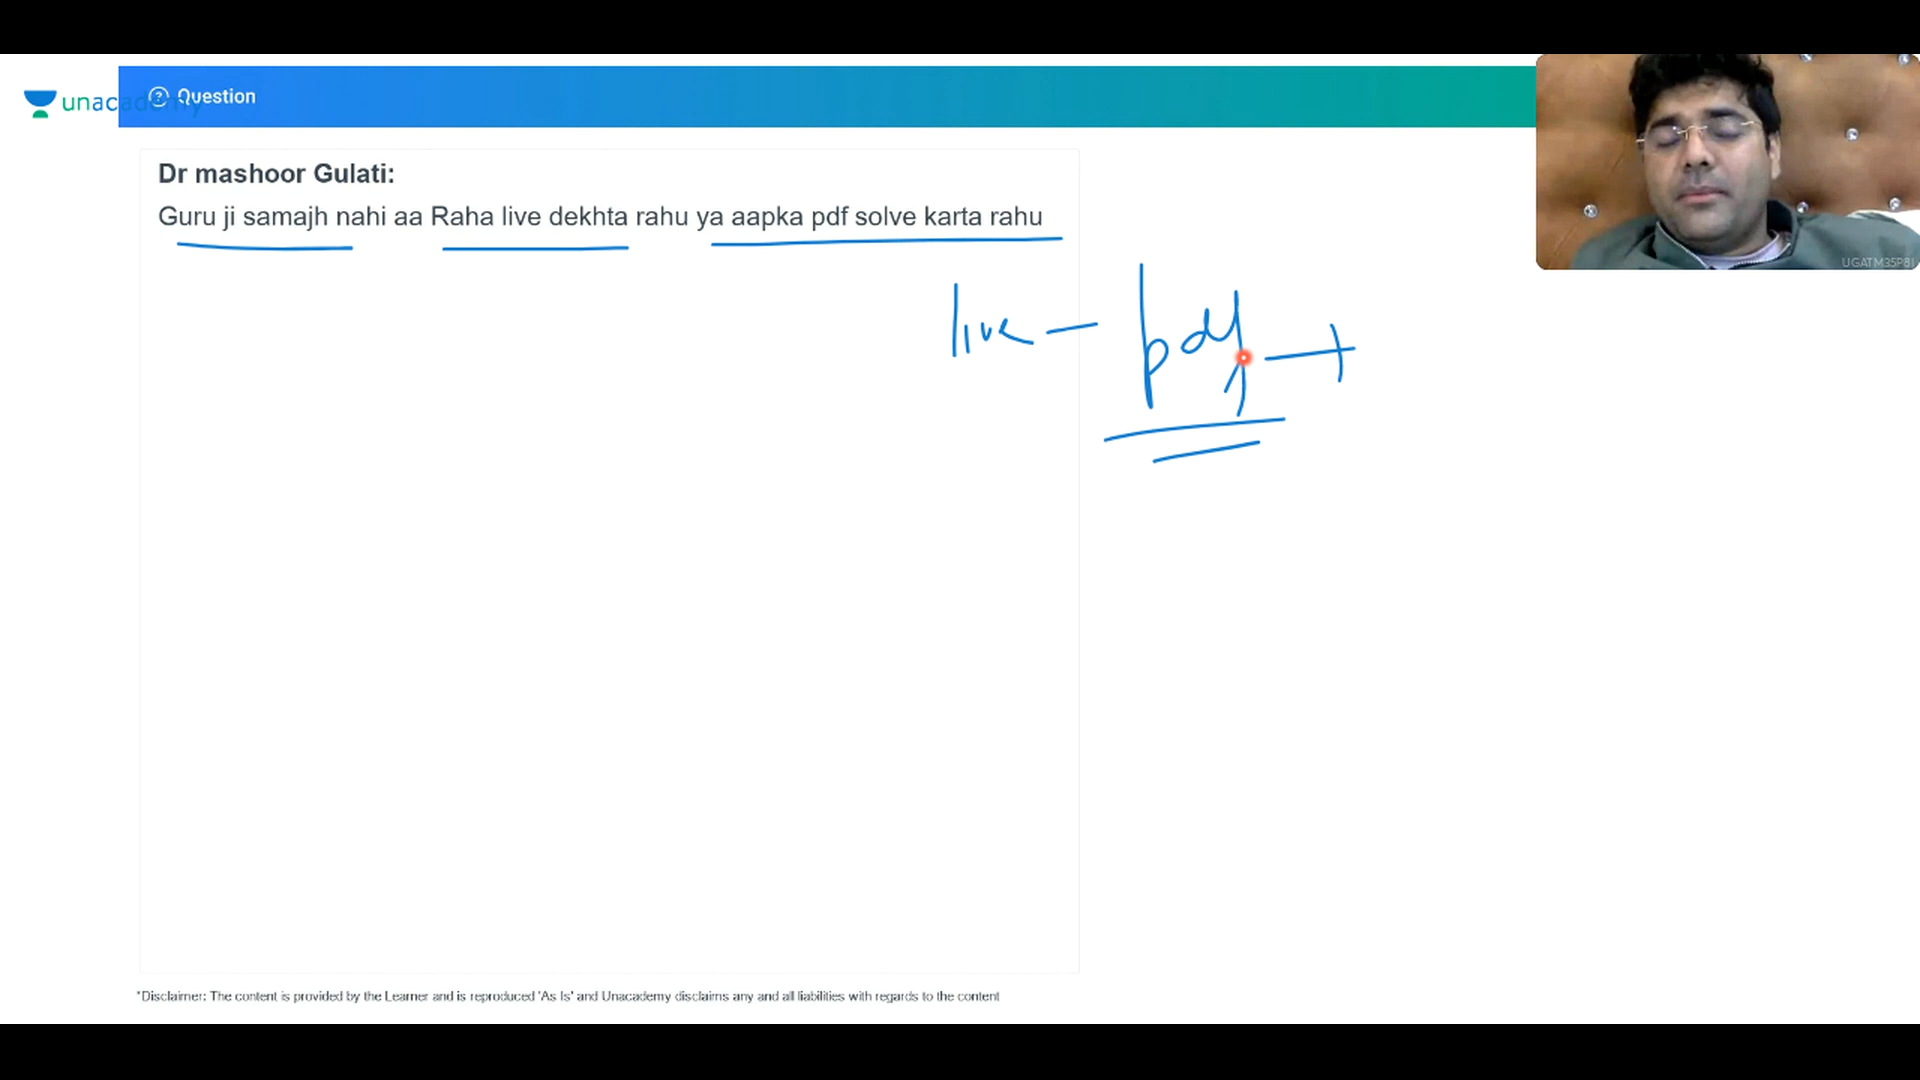 unacademy
Question
Dr mashoor Gulati:
Guru ji samajh nahi aa Raha live dekhta rahu ya aapka pdf solve karta rahu
live - pdf
UGATM35P8I
*Disclaimer: The content is provided by the Learner and is reproduced 'As Is' and Unacademy disclaims any and all liabilities with regards to the content